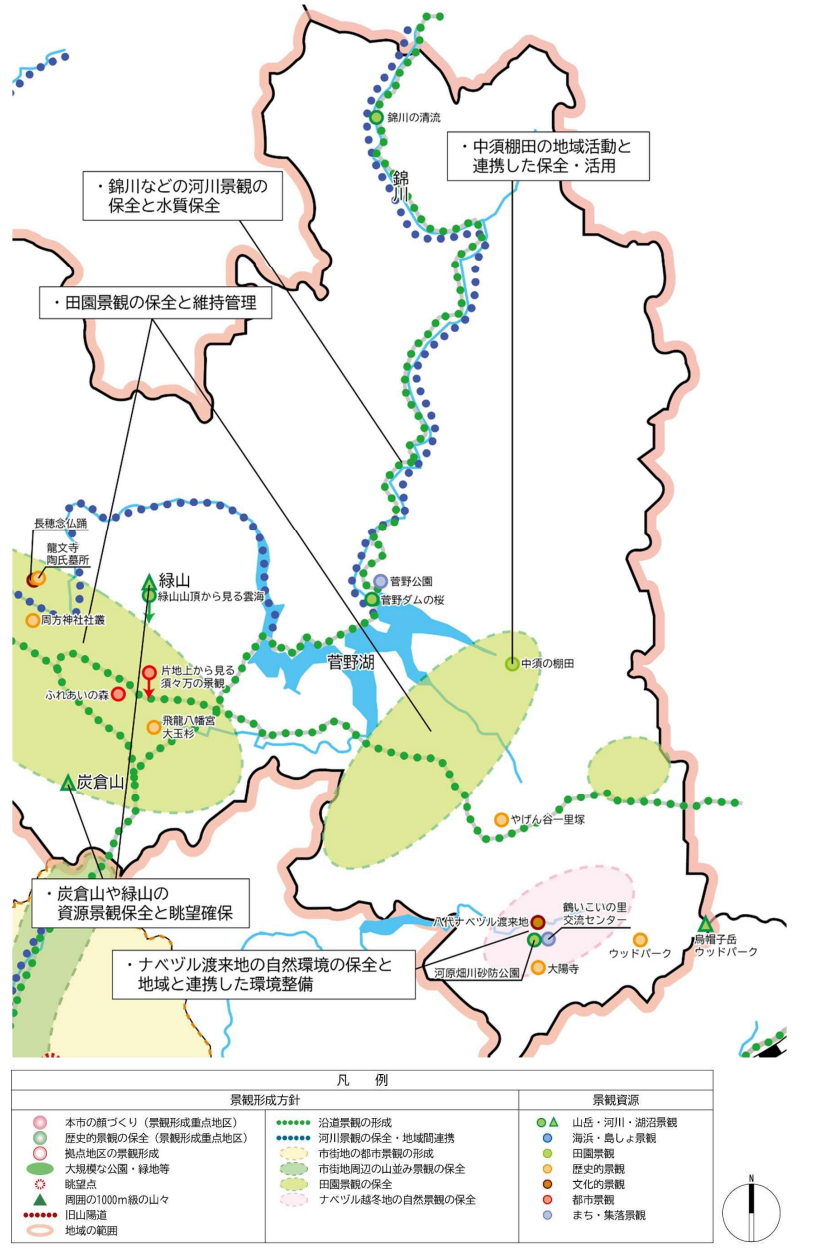 錦川の清流
・中須棚田の地域活動と
連携した保全・活用
錦川
・錦川などの河川景観の
保全と水質保全
・田園景観の保全と維持管理
長穂念仏踊
龍文寺
陶氏墓所
緑山
緑山山頂から見る雲海
周方神社社叢
菅野公園
菅野ダムの桜
菅野湖
中須の棚田
片地上から見る
須々万の景観
ふれあいの森
飛龍八幡宮
大玉杉
炭倉山
やげん谷一里塚
・炭倉山や緑山の
資源景観保全と眺望確保
鶴いこいの里
交流センター
八代ナベヅル渡来地
烏帽子岳
ウッドパーク
ウッドパーク
・ナベヅル渡来地の自然環境の保全と
地域と連携した環境整備
河原畑川砂防公園
大陽寺
凡 例
景観形成方針
景観資源
本市の顔づくり（景観形成重点地区）
歴史的景観の保全（景観形成重点地区）
拠点地区の景観形成
大規模な公園・緑地等
眺望点
周囲の1000m級の山々
旧山陽道
地域の範囲
沿道景観の形成
河川景観の保全・地域間連携
市街地の都市景観の形成
市街地周辺の山並み景観の保全
田園景観の保全
ナベヅル越冬地の自然景観の保全
山岳・河川・湖沼景観
海浜・島しょ景観
田園景観
歴史的景観
文化的景観
都市景観
まち・集落景観
N